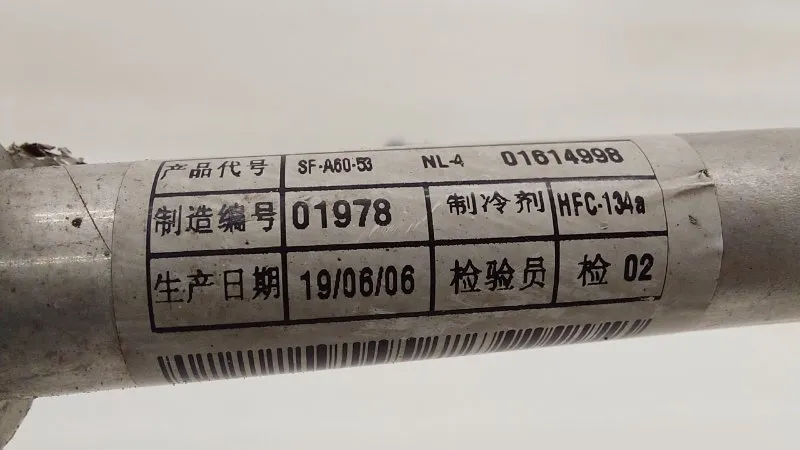 产品代号 SF-A60-53 NL-4 01614998
制造编号 01978 制冷剂 HFC-134a
生产日期 19/06/06 检验员 检 02